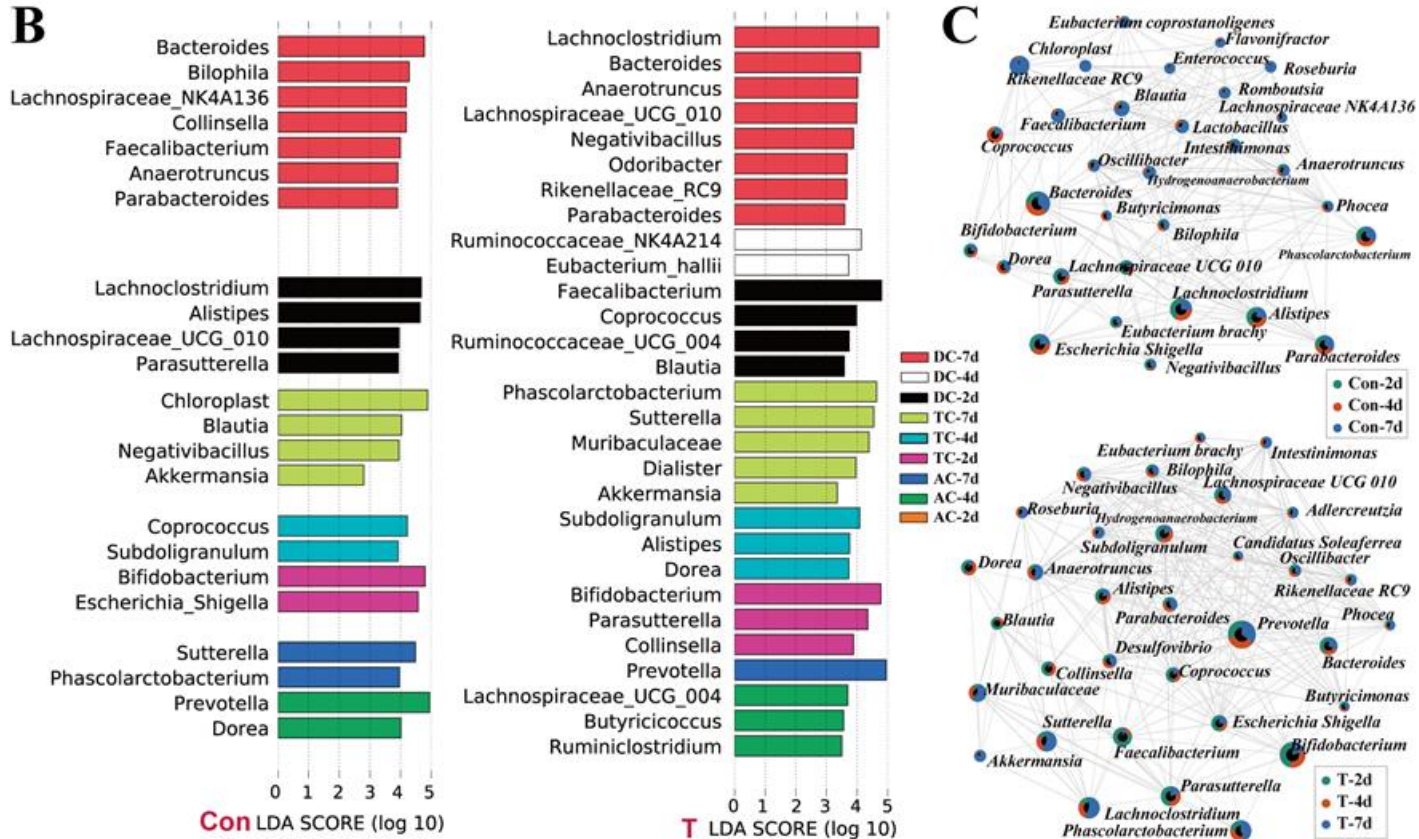 B
Bacteroides
Bilophila
Lachnospiraceae_NK4A136
Collinsella
Faecalibacterium
Anaerotruncus
Parabacteroides
Lachnoclostridium
Alistipes
Lachnospiraceae_UCG_010
Parasutterella
Chloroplast
Blautia
Negativibacillus
Akkermansia
Coprococcus
Subdoligranulum
Bifidobacterium
Escherichia_Shigella
Sutterella
Phascolarctobacterium
Prevotella
Dorea
0 1 2 3 4 5
Con LDA SCORE (log 10)
Lachnoclostridium
Bacteroides
Anaerotruncus
Lachnospiraceae_UCG_010
Negativibacillus
Odoribacter
Rikenellaceae_RC9
Parabacteroides
Ruminococcaceae_NK4A214
Eubacterium_hallii
Faecalibacterium
Coprococcus
Ruminococcaceae_UCG_004
Blautia
Phascolarctobacterium
Sutterella
Muribaculaceae
Dialister
Akkermansia
Subdoligranulum
Alistipes
Dorea
Bifidobacterium
Parasutterella
Collinsella
Prevotella
Lachnospiraceae_UCG_004
Butyricicoccus
Ruminiclostridium
0 1 2 3 4 5
T LDA SCORE (log 10)
DC-7d
DC-4d
DC-2d
TC-7d
TC-4d
TC-2d
AC-7d
AC-4d
AC-2d
C
Eubacterium coprostanoligenes
Flavonifractor
Chloroplast
Enterococcus
Roseburia
Rikenellaceae RC9
Romboutsia
Blautia
Lachnospiraceae NK4A136
Faecalibacterium
Lactobacillus
Coprococcus
Intestinimonas
Oscillibacter
Anaerotruncus
Hydrogenoanaerobacterium
Bacteroides
Butyricimonas
Phocea
Bifidobacterium
Bilophila
Phascolarctobacterium
Dorea
Lachnospiraceae UCG 010
Parasutterella
Lachnoclostridium
Alistipes
Eubacterium brachy
Escherichia Shigella
Parabacteroides
Negativibacillus
Con-2d
Con-4d
Con-7d
Eubacterium brachy
Intestinimonas
Bilophila
Negativibacillus
Lachnospiraceae UCG 010
Roseburia
Adlercreutzia
Hydrogenoanaerobacterium
Subdoligranulum
Candidatus Soleaferrea
Oscillibacter
Dorea
Anaerotruncus
Rikenellaceae RC9
Alistipes
Parabacteroides
Phocea
Prevotella
Blautia
Desulfovibrio
Bacteroides
Collinsella
Coprococcus
Muribaculaceae
Butyricimonas
Sutterella
Escherichia Shigella
Faecalibacterium
Bifidobacterium
Akkermansia
Parasutterella
Lachnoclostridium
Phascolarctobacterium
T-2d
T-4d
T-7d